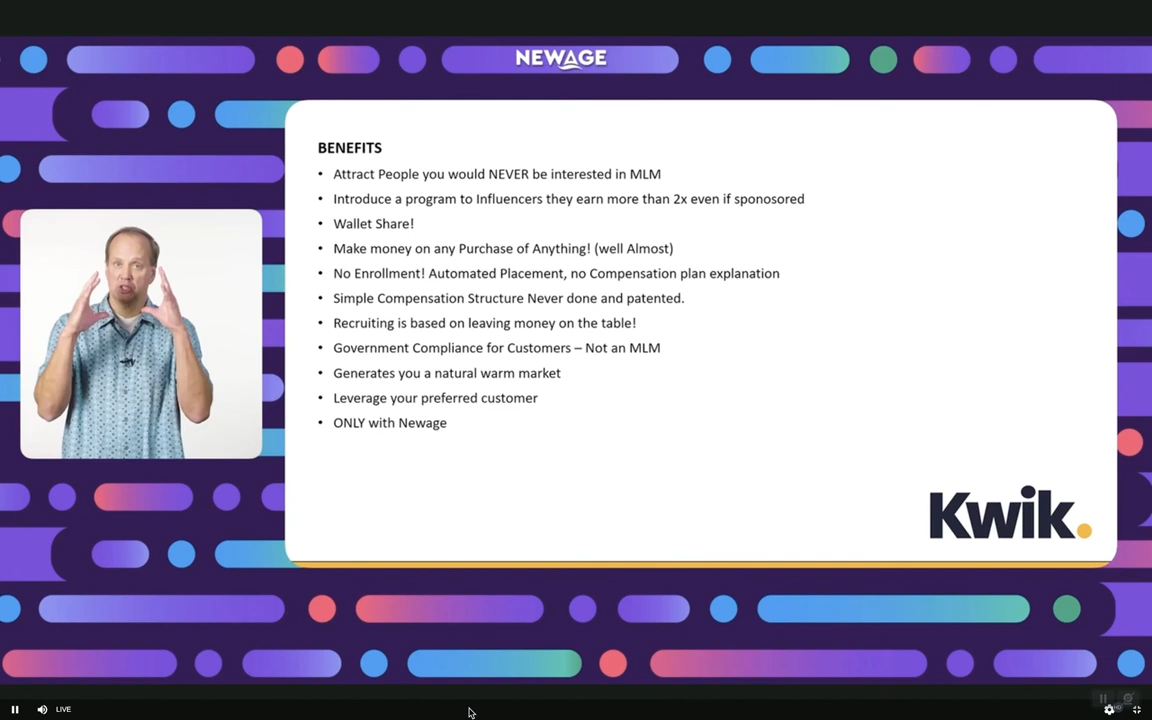 NEWAGE
BENEFITS
• Attract People you would NEVER be interested in MLM
• Introduce a program to Influencers they earn more than 2x even if sponosored
• Wallet Share!
• Make money on any Purchase of Anything! (well Almost)
• No Enrollment! Automated Placement, no Compensation plan explanation
• Simple Compensation Structure Never done and patented.
• Recruiting is based on leaving money on the table!
• Government Compliance for Customers – Not an MLM
• Generates you a natural warm market
• Leverage your preferred customer
• ONLY with Newage
Kwik.
LIVE